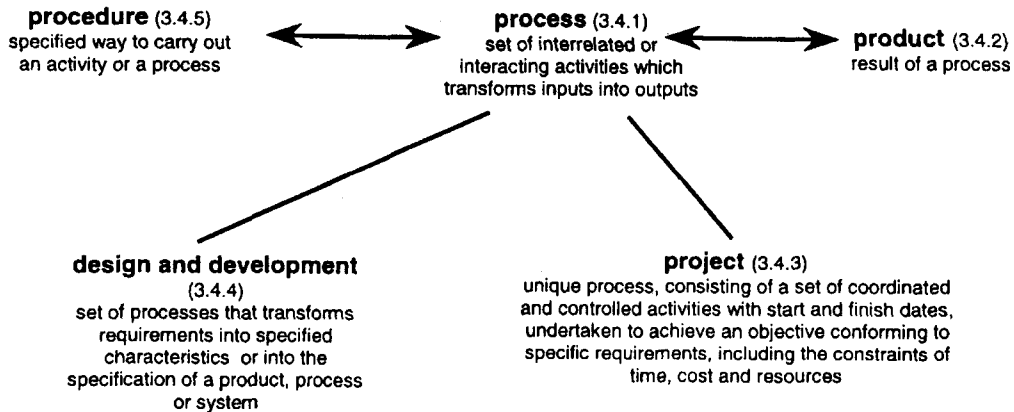 procedure (3.4.5)
specified way to carry out
an activity or a process
process (3.4.1)
set of interrelated or
interacting activities which
transforms inputs into outputs
product (3.4.2)
result of a process
design and development
(3.4.4)
set of processes that transforms
requirements into specified
characteristics or into the
specification of a product, process
or system
project (3.4.3)
unique process, consisting of a set of coordinated
and controlled activities with start and finish dates,
undertaken to achieve an objective conforming to
specific requirements, including the constraints of
time, cost and resources